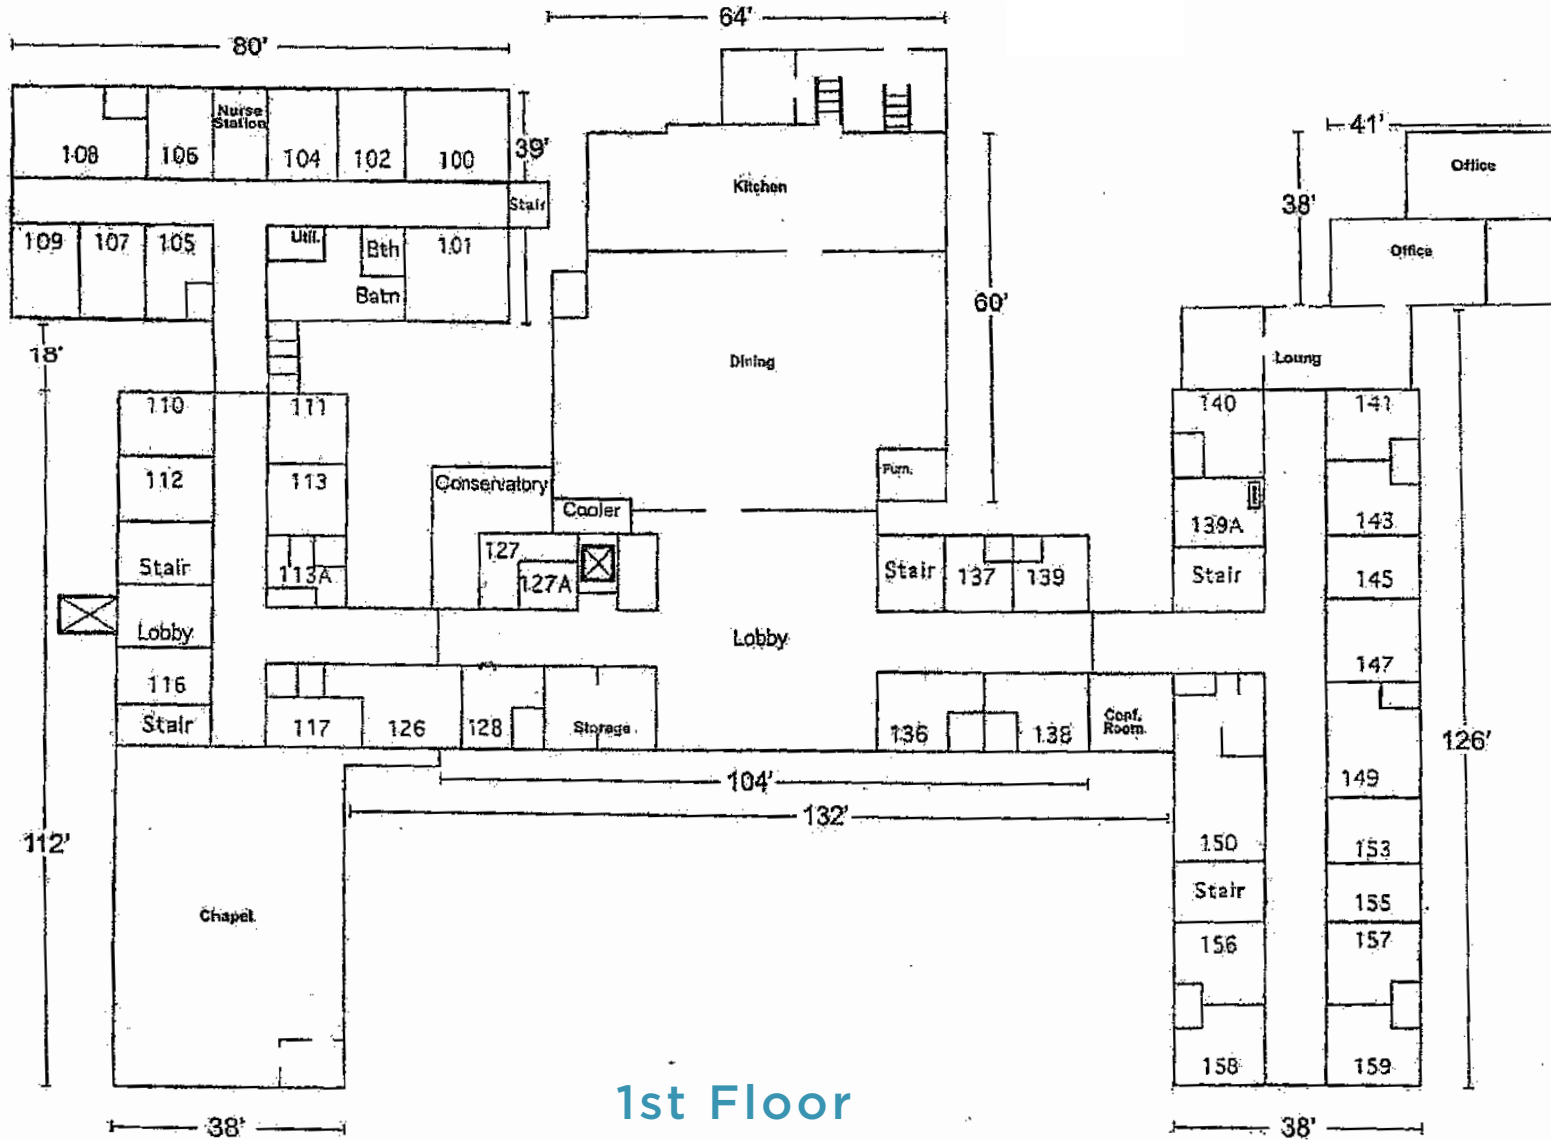 64'
80'
41'
Nurse
Station
108
106
104
102
100
39'
Office
Kitchen
Stair
38'
109
107
105
Util.
Bth
101
Office
Batn
60'
18'
Dining
Loung
110
111
140
141
112
113
Conservatory
Furn.
Cooler
139A
143
127
Stair
113A
127A
Stair
137
139
Stair
145
Lobby
Lobby
116
147
Stair
117
126
128
Storage
136
138
Conf.
Room
126'
104'
149
132'
112'
150
153
Stair
155
Chapel
156
157
158
159
1st Floor
38'
38'